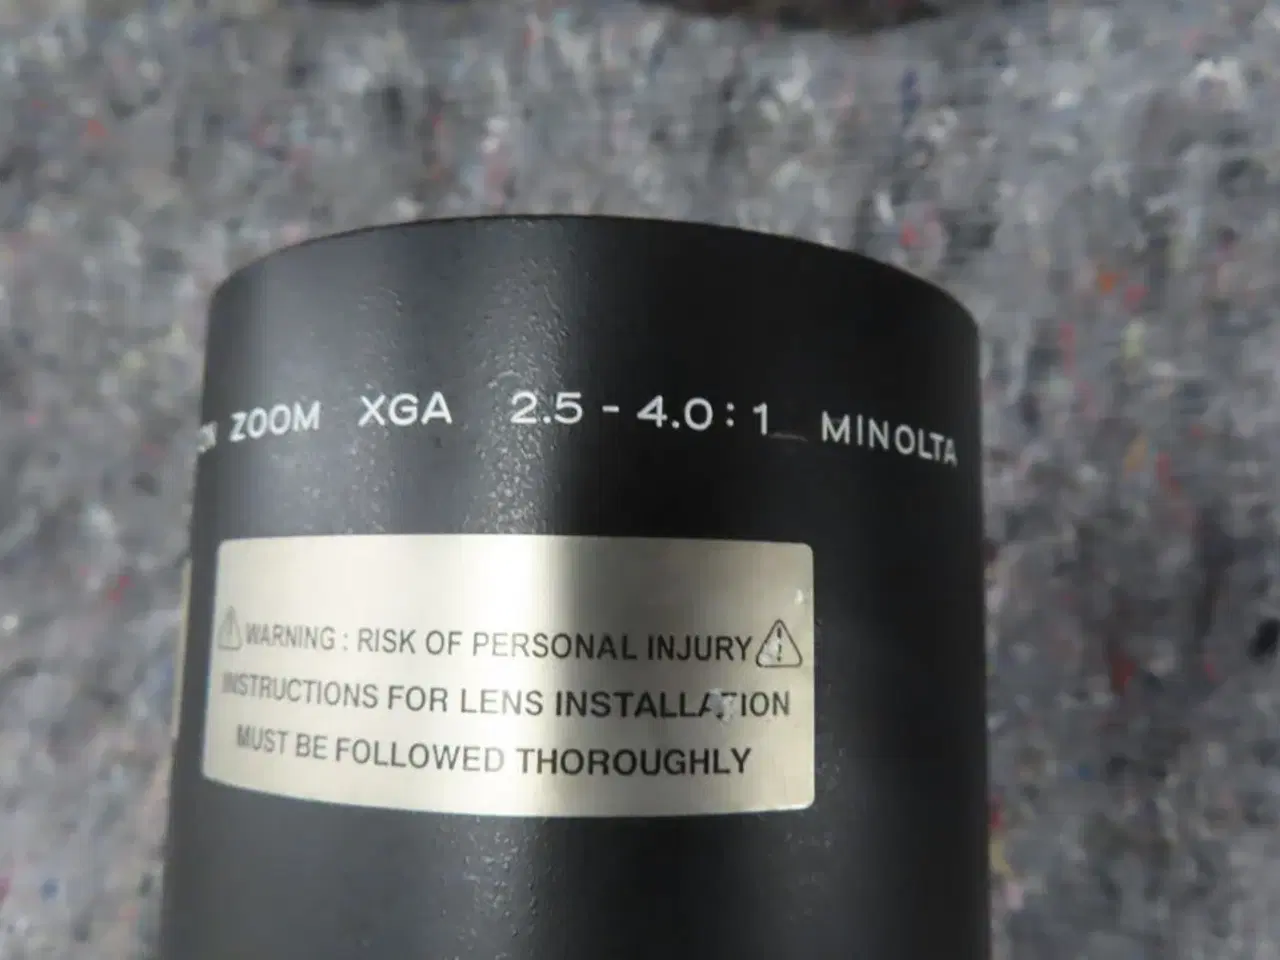 ZOOM XGA 2.5 - 4.0 : 1 MINOLTA
WARNING : RISK OF PERSONAL INJURY
INSTRUCTIONS FOR LENS INSTALLATION
MUST BE FOLLOWED THOROUGHLY